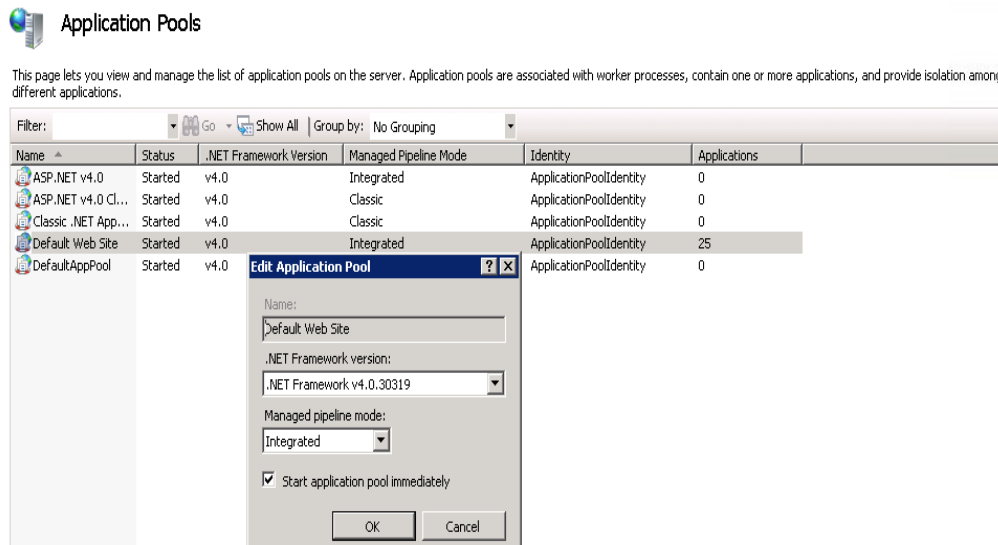 Application Pools
This page lets you view and manage the list of application pools on the server. Application pools are associated with worker processes, contain one or more applications, and provide isolation among
different applications.
Filter: Go Show All Group by: No Grouping
Name Status .NET Framework Version Managed Pipeline Mode Identity Applications
ASP.NET v4.0 Started v4.0 Integrated ApplicationPoolIdentity 0
ASP.NET v4.0 Cl... Started v4.0 Classic ApplicationPoolIdentity 0
Classic .NET App... Started v4.0 Classic ApplicationPoolIdentity 0
Default Web Site Started v4.0 Integrated ApplicationPoolIdentity 25
DefaultAppPool Started v4.0 ApplicationPoolIdentity 0
Edit Application Pool ? X
Name:
Default Web Site
.NET Framework version:
.NET Framework v4.0.30319
Managed pipeline mode:
Integrated
Start application pool immediately
OK Cancel